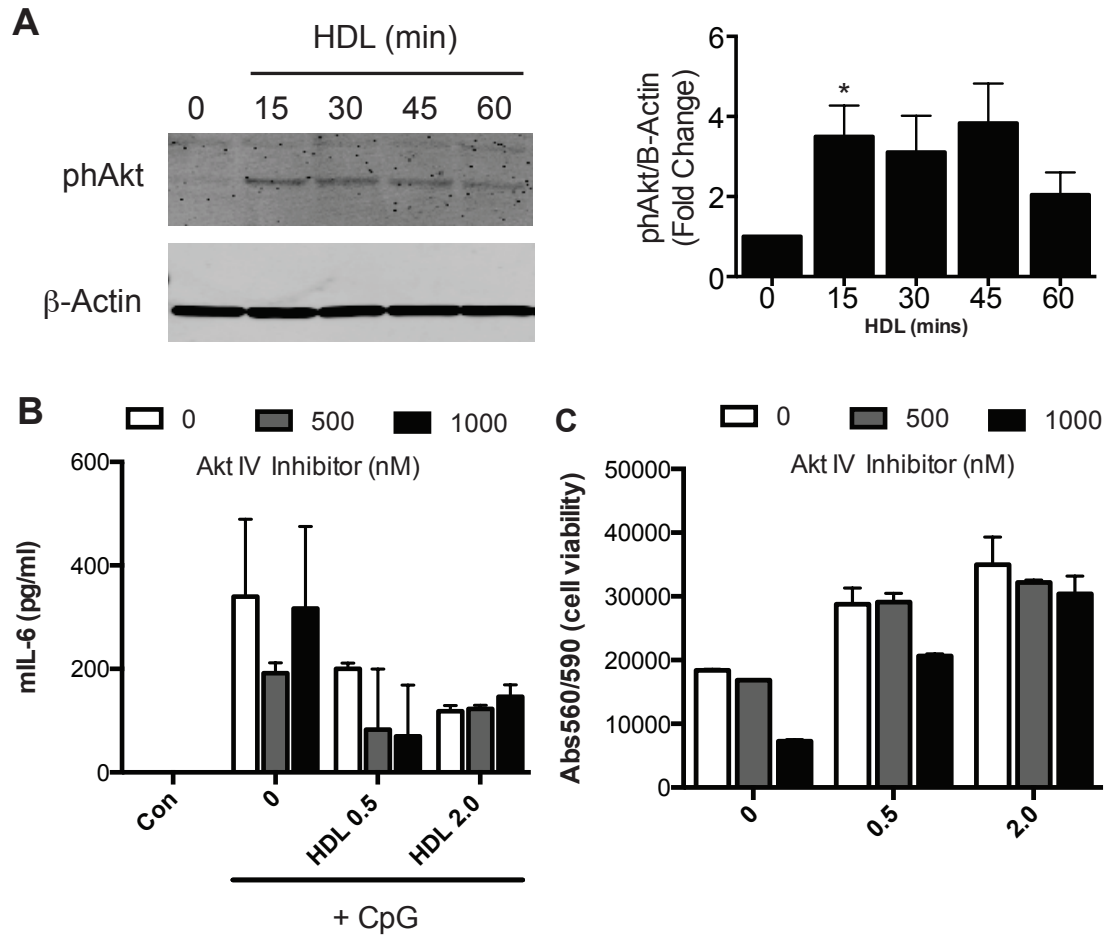 A
HDL (min)
0 15 30 45 60
phAkt
β-Actin
phAkt/B-Actin
(Fold Change)
6
4
2
0
0 15 30 45 60
HDL (mins)
B
0 500 1000
Akt IV Inhibitor (nM)
mIL-6 (pg/ml)
600
400
200
0
Con 0 HDL 0.5 HDL 2.0
+ CpG
C
0 500 1000
Akt IV Inhibitor (nM)
Abs560/590 (cell viability)
50000
40000
30000
20000
10000
0
0 0.5 2.0
*